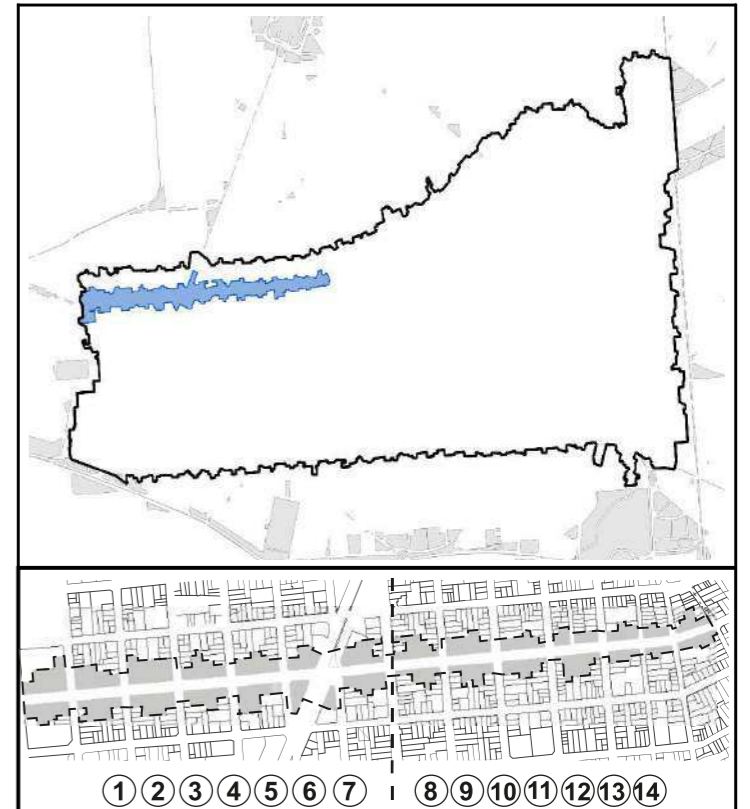 ① ② ③ ④ ⑤ ⑥ ⑦ ⑧ ⑨ ⑩ ⑪ ⑫ ⑬ ⑭